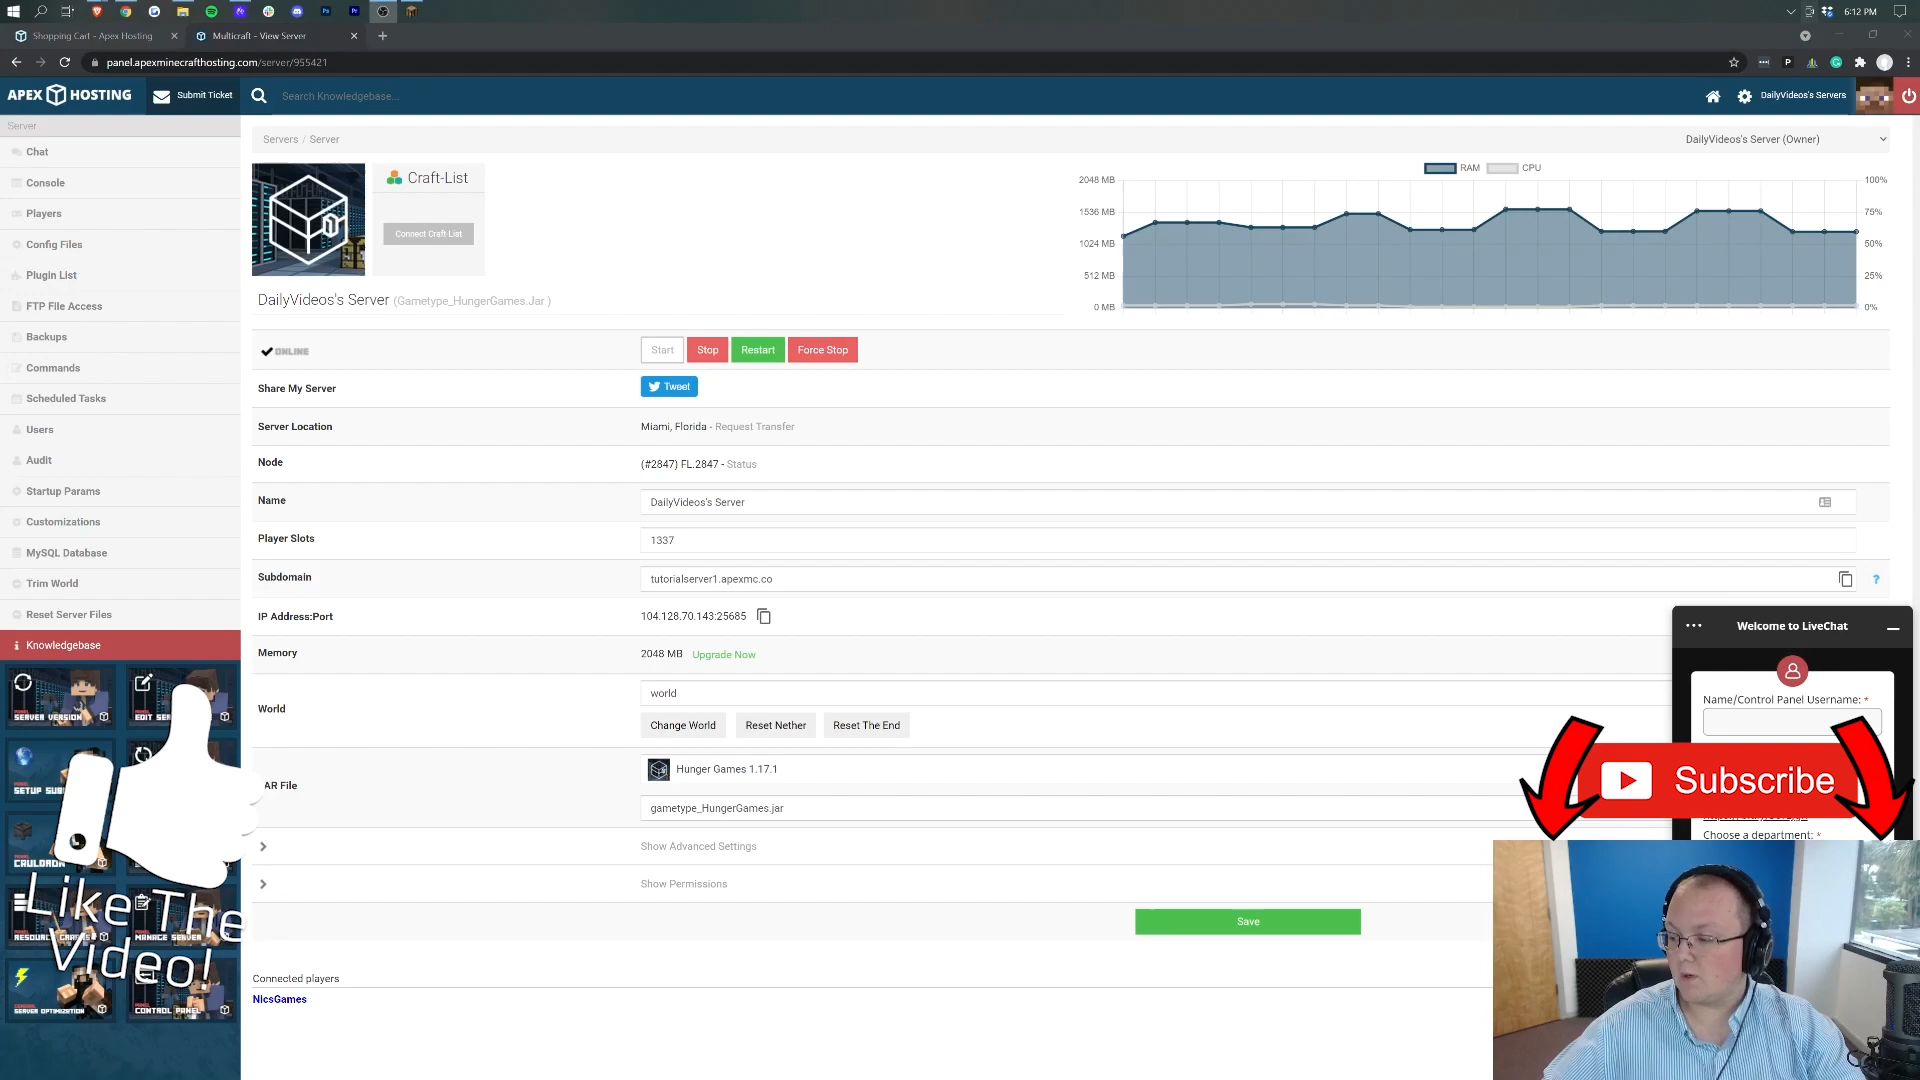 6:12 PM
Shopping Cart - Apex Hosting
Multicraft - View Server
panel.apexminecrafthosting.com/server/955421
APEX HOSTING
Submit Ticket
Search Knowledgebase...
DailyVideos's Servers
Server
Chat
Console
Players
Config Files
Plugin List
FTP File Access
Backups
Commands
Scheduled Tasks
Users
Audit
Startup Params
Customizations
MySQL Database
Trim World
Reset Server Files
Knowledgebase
SERVER VERSION
SERVER OPTIMIZATION
CONTROL PANEL
MANAGE SERVER
Like The
Video!
Servers / Server
DailyVideos's Server (Owner)
Craft-List
Connect Craft-List
RAM
CPU
2048 MB
1536 MB
1024 MB
512 MB
0 MB
100%
75%
50%
25%
0%
DailyVideos's Server (Gametype_HungerGames.Jar )
ONLINE
Start
Stop
Restart
Force Stop
Share My Server
Tweet
Server Location
Miami, Florida - Request Transfer
Node
(#2847) FL.2847 - Status
Name
DailyVideos's Server
Player Slots
1337
Subdomain
tutorialserver1.apexmc.co
?
IP Address:Port
104.128.70.143:25685
Memory
2048 MB Upgrade Now
World
world
Change World
Reset Nether
Reset The End
AR File
Hunger Games 1.17.1
gametype_HungerGames.jar
Show Advanced Settings
Show Permissions
Save
Connected players
NicsGames
Welcome to LiveChat
Name/Control Panel Username: *
Subscribe
Choose a department: *